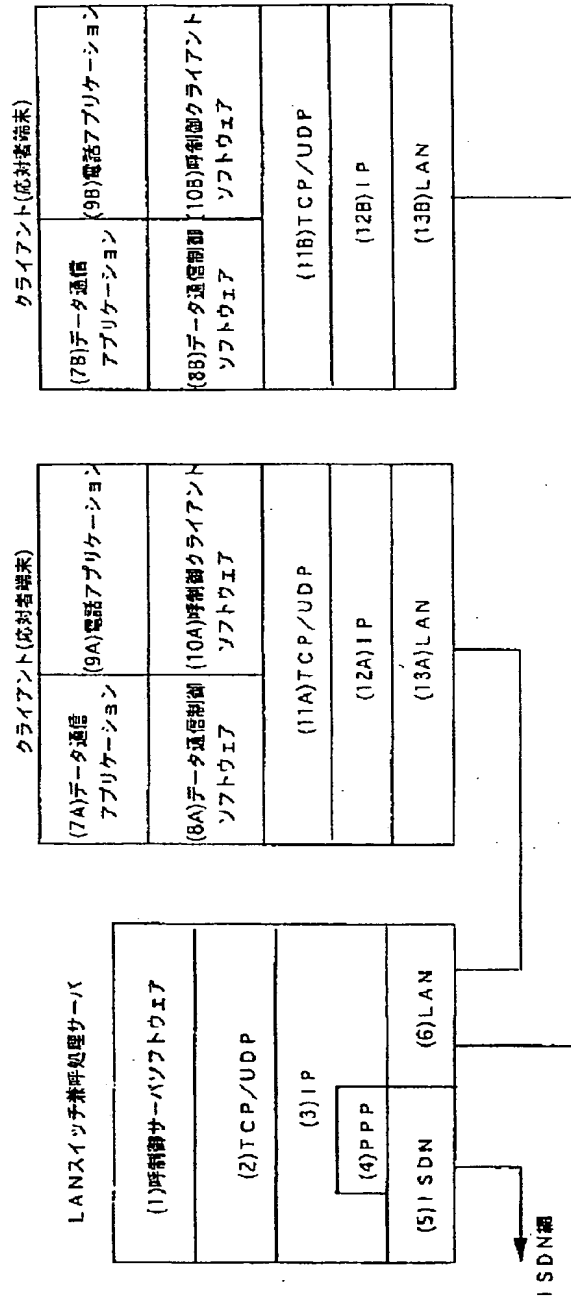 LANスイッチ兼呼処理サーバ
(1)呼制御サーバソフトウェア
(2)TCP/UDP
(3)IP
(4)PPP
(5)ISDN
(6)LAN
ISDN網
クライアント(応対者端末)
(7A)データ通信
アプリケーション
(9A)電話アプリケーション
(8A)データ通信制御
ソフトウェア
(10A)呼制御クライアント
ソフトウェア
(11A)TCP/UDP
(12A)IP
(13A)LAN
クライアント(応対者端末)
(7B)データ通信
アプリケーション
(9B)電話アプリケーション
(8B)データ通信制御
ソフトウェア
(10B)呼制御クライアント
ソフトウェア
(11B)TCP/UDP
(12B)IP
(13B)LAN